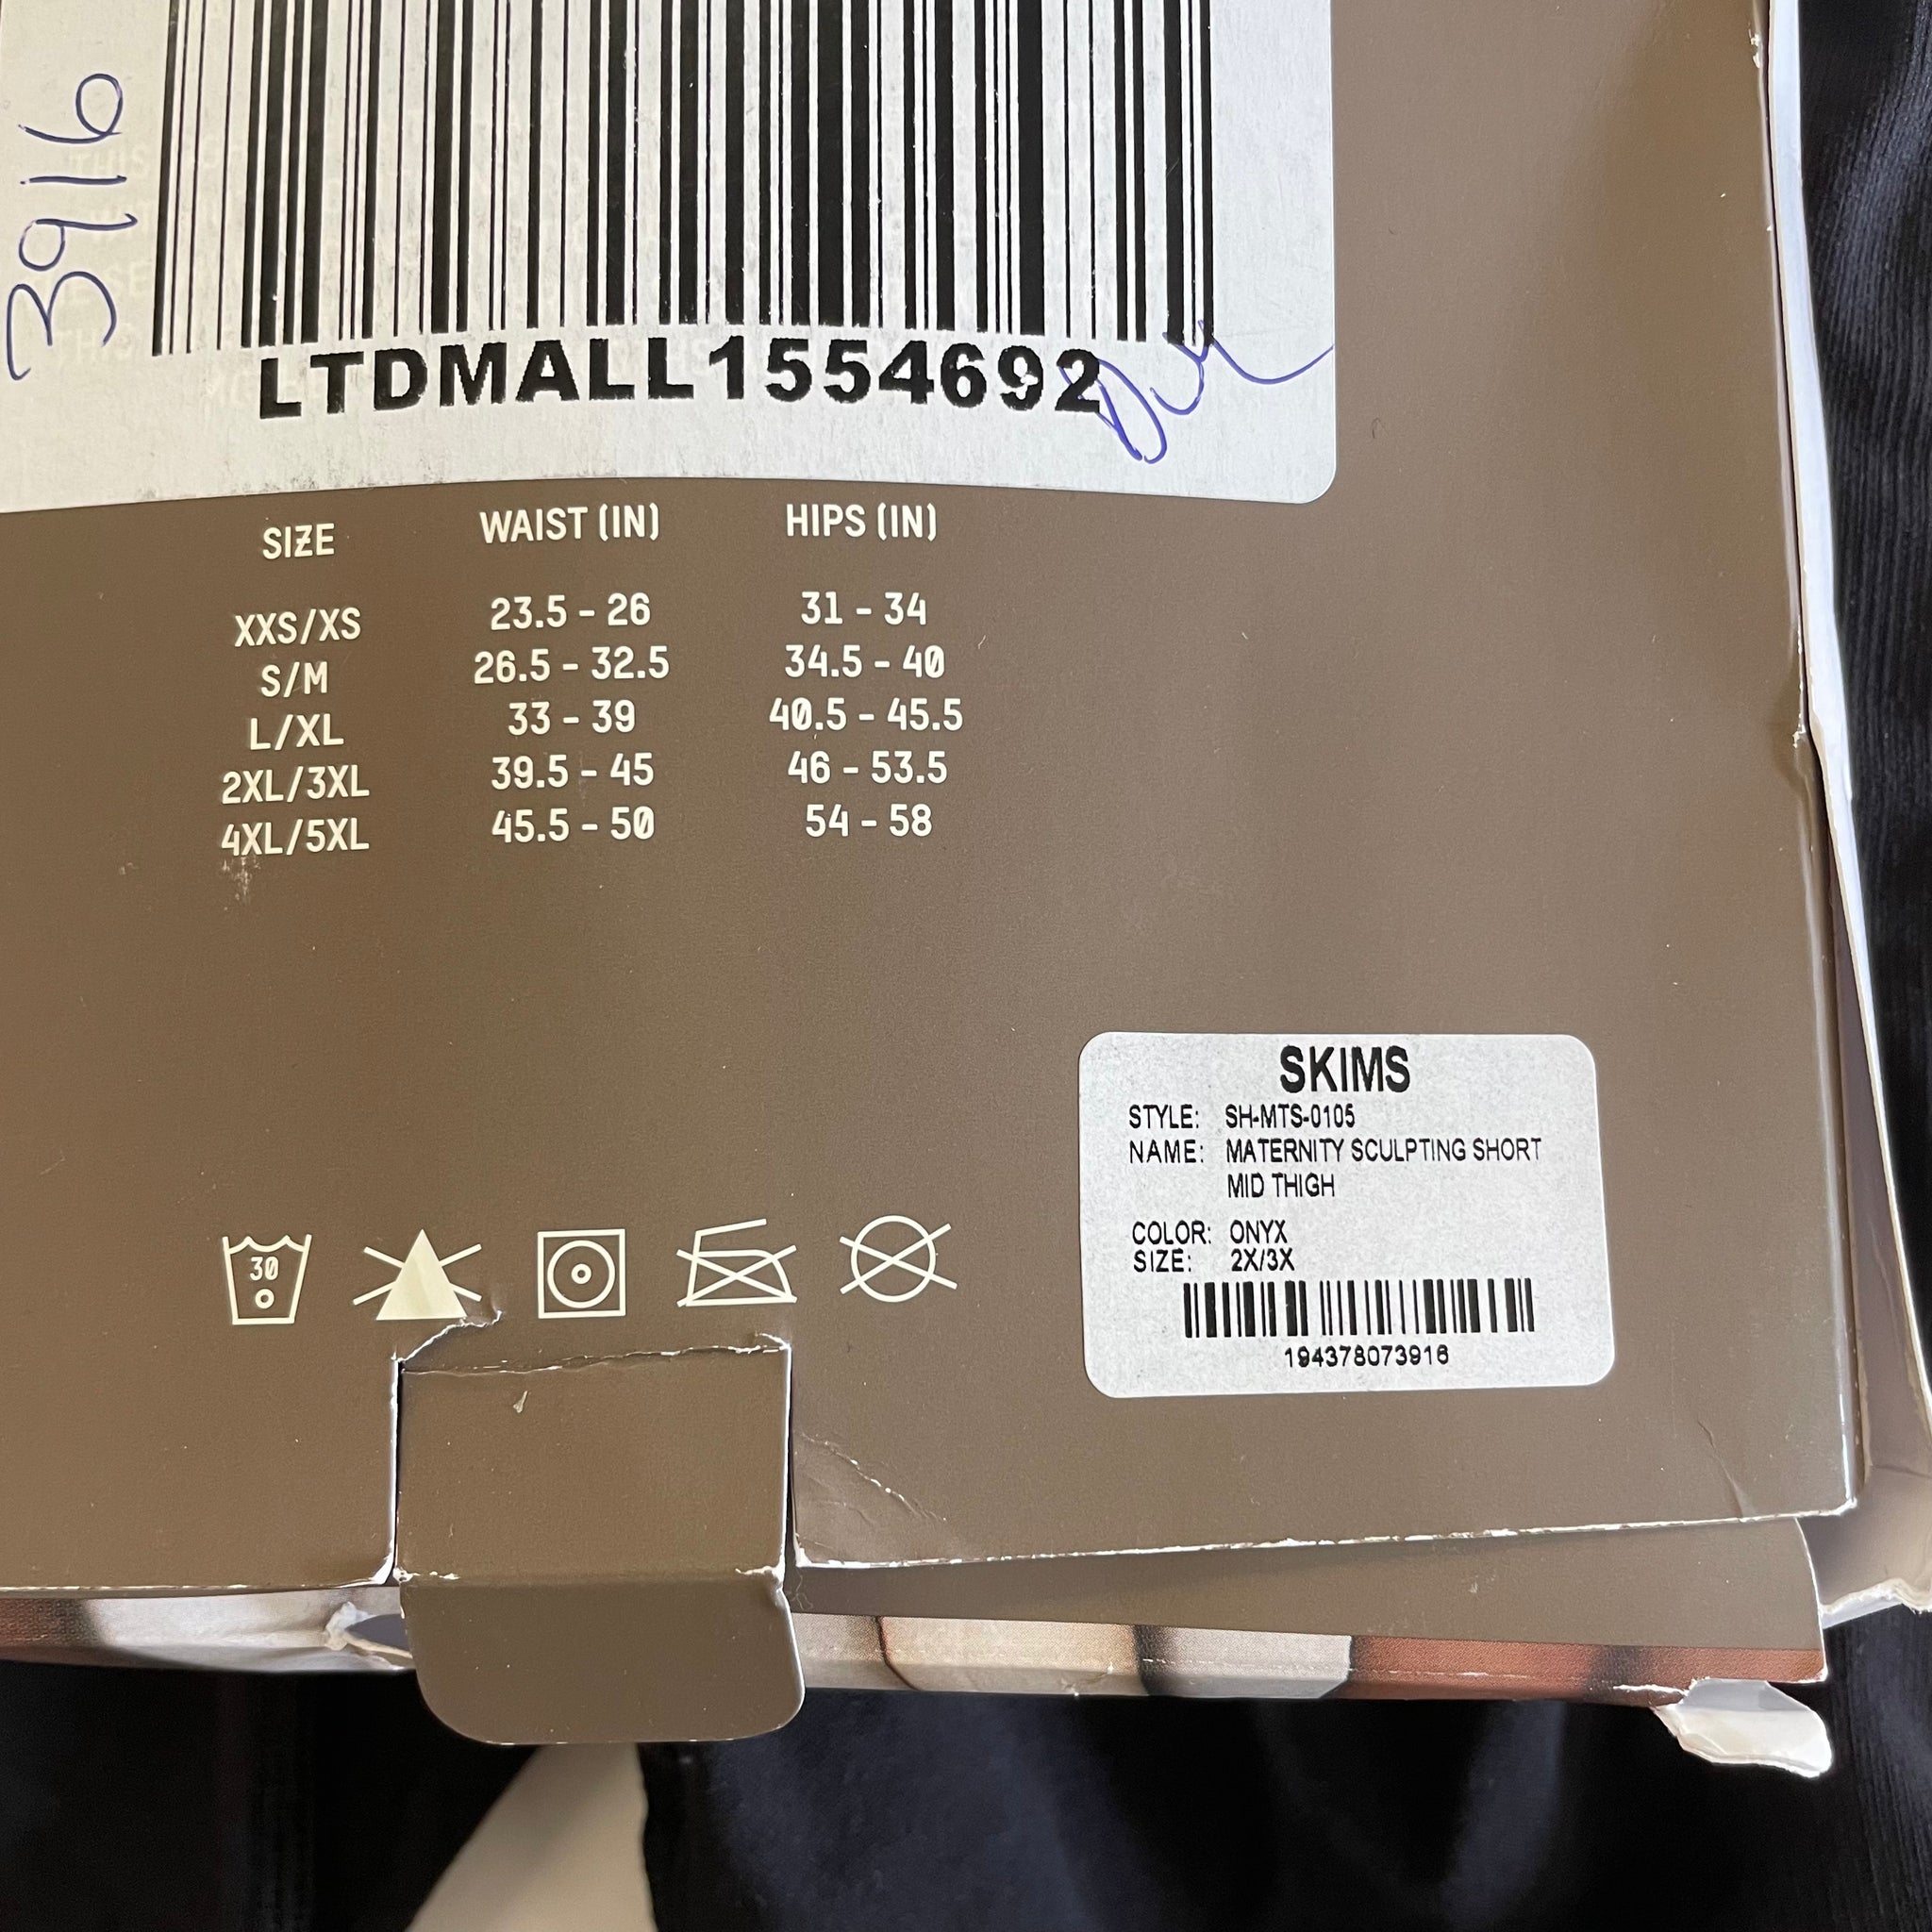 3916
LTDMALL1554692
SIZE WAIST (IN) HIPS (IN)
XXS/XS 23.5 - 26 31 - 34
S/M 26.5 - 32.5 34.5 - 40
L/XL 33 - 39 40.5 - 45.5
2XL/3XL 39.5 - 45 46 - 53.5
4XL/5XL 45.5 - 50 54 - 58
30
SKIMS
STYLE: SH-MTS-0105
NAME: MATERNITY SCULPTING SHORT
MID THIGH
COLOR: ONYX
SIZE: 2X/3X
194378073916